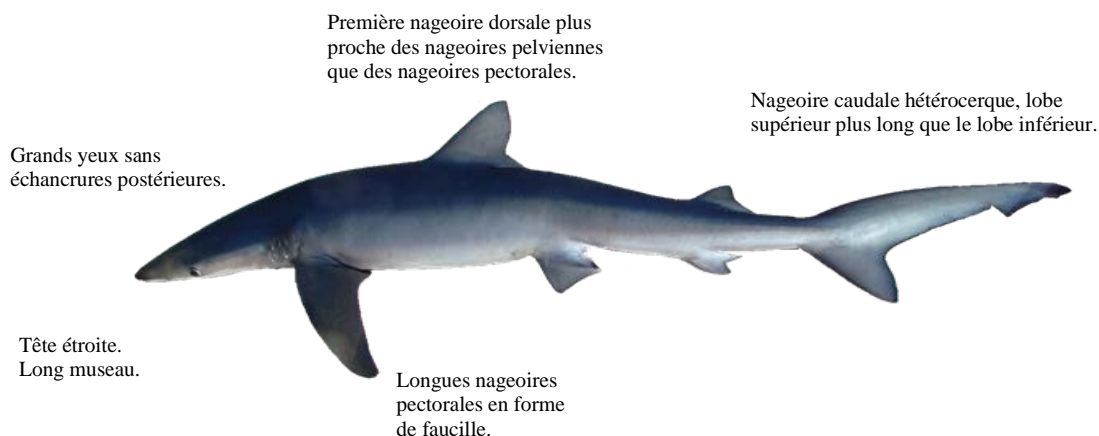 Première nageoire dorsale plus
proche des nageoires pelviennes
que des nageoires pectorales.
Nageoire caudale hétérocerque, lobe
supérieur plus long que le lobe inférieur.
Grands yeux sans
échancrures postérieures.
Tête étroite.
Long museau.
Longues nageoires
pectorales en forme
de faucille.